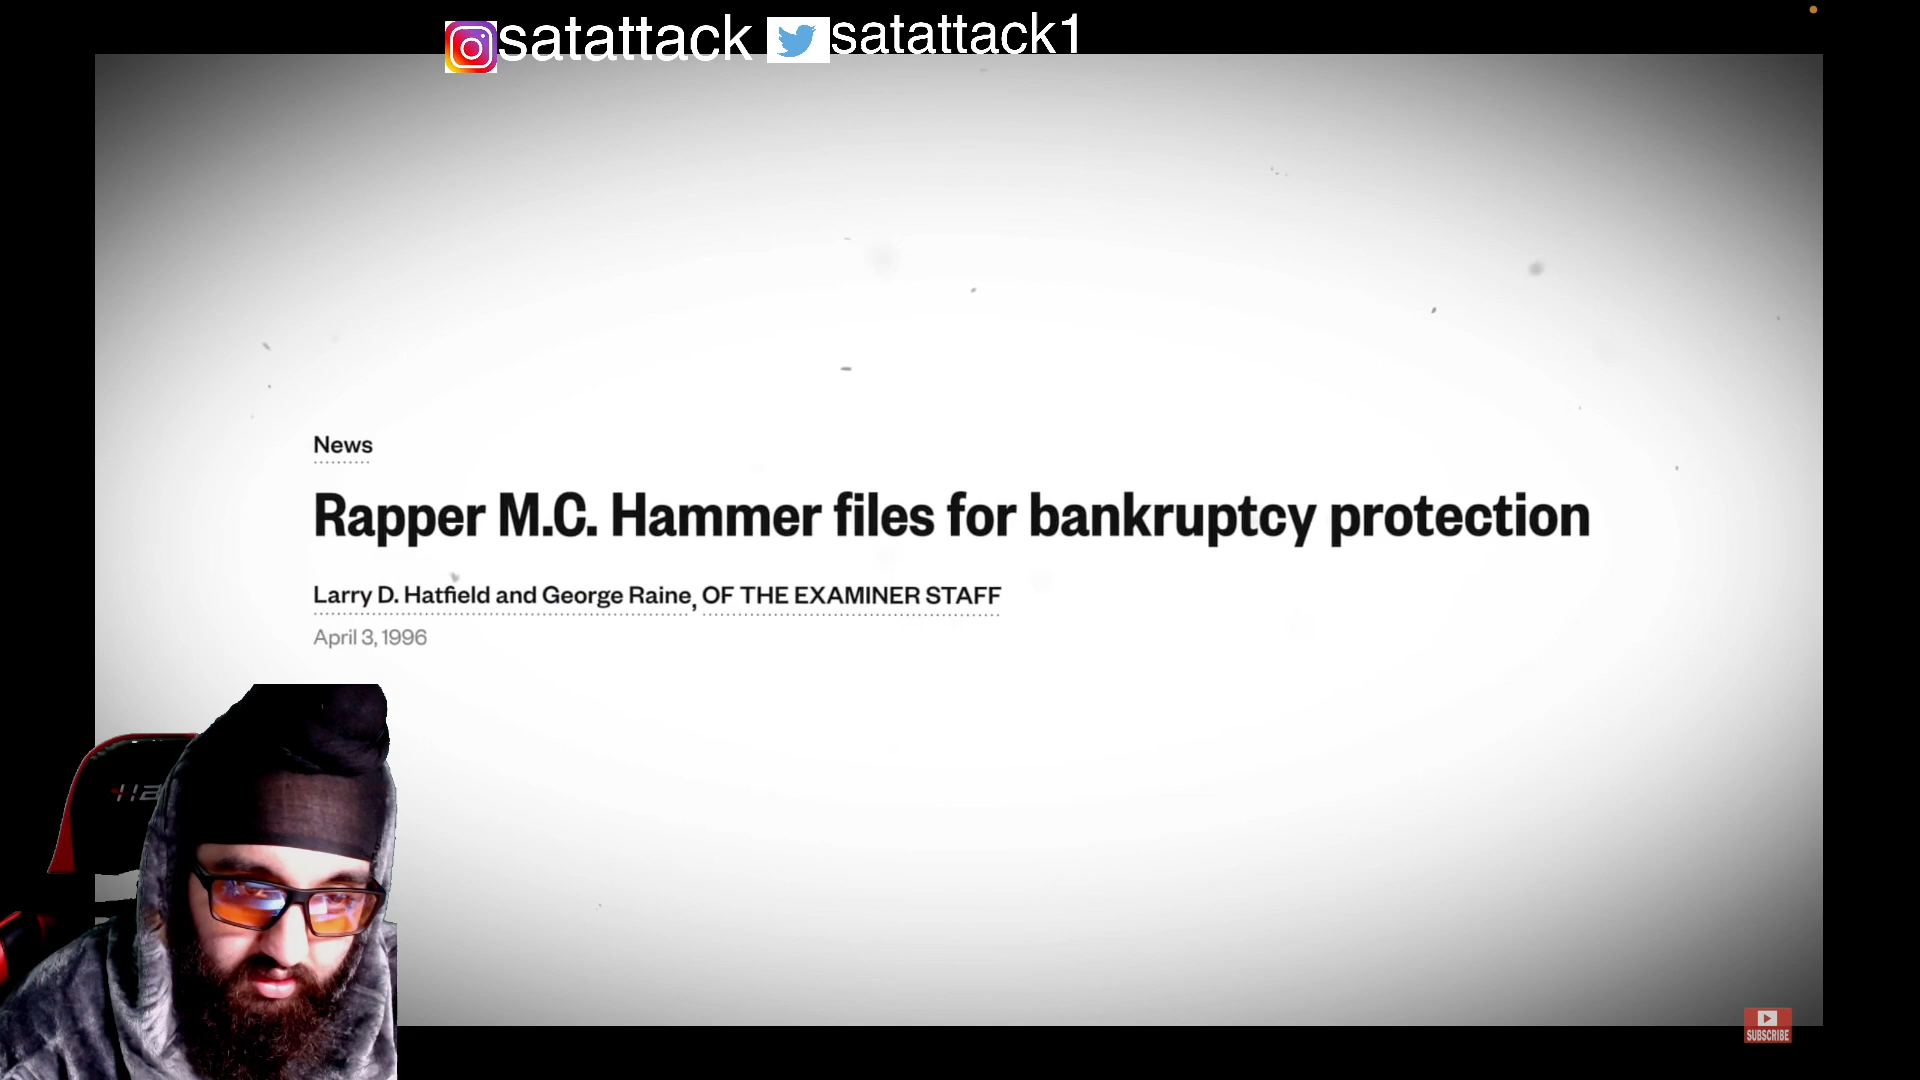 satattack satattack1
News
Rapper M.C. Hammer files for bankruptcy protection
Larry D. Hatfield and George Raine, OF THE EXAMINER STAFF
April 3, 1996
SUBSCRIBE